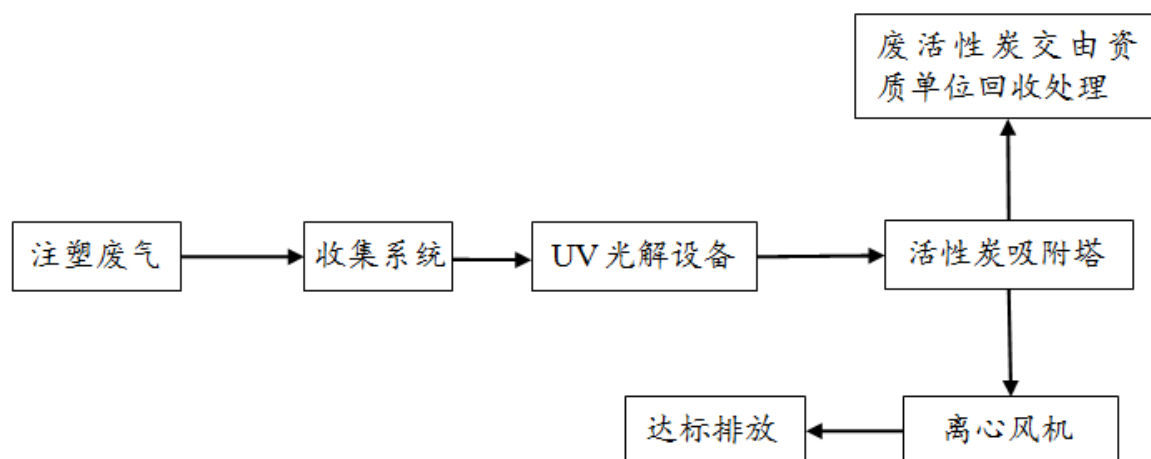 废活性炭交由资
质单位回收处理
注塑废气
收集系统
UV光解设备
活性炭吸附塔
达标排放
离心风机